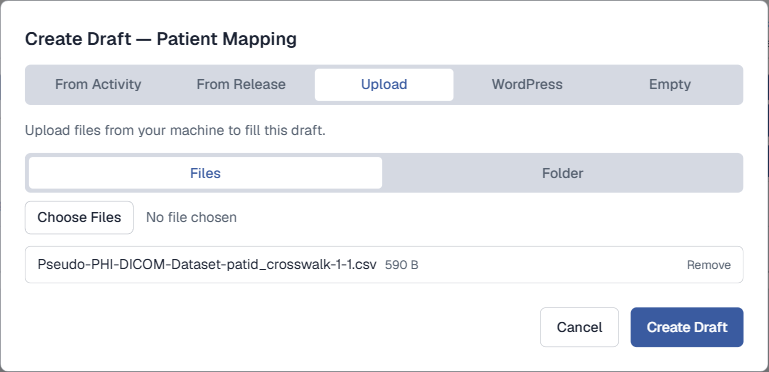 Create Draft — Patient Mapping
From Activity From Release Upload WordPress Empty
Upload files from your machine to fill this draft.
Files Folder
Choose Files No file chosen
Pseudo-PHI-DICOM-Dataset-patid_crosswalk-1-1.csv 590 B Remove
Cancel Create Draft